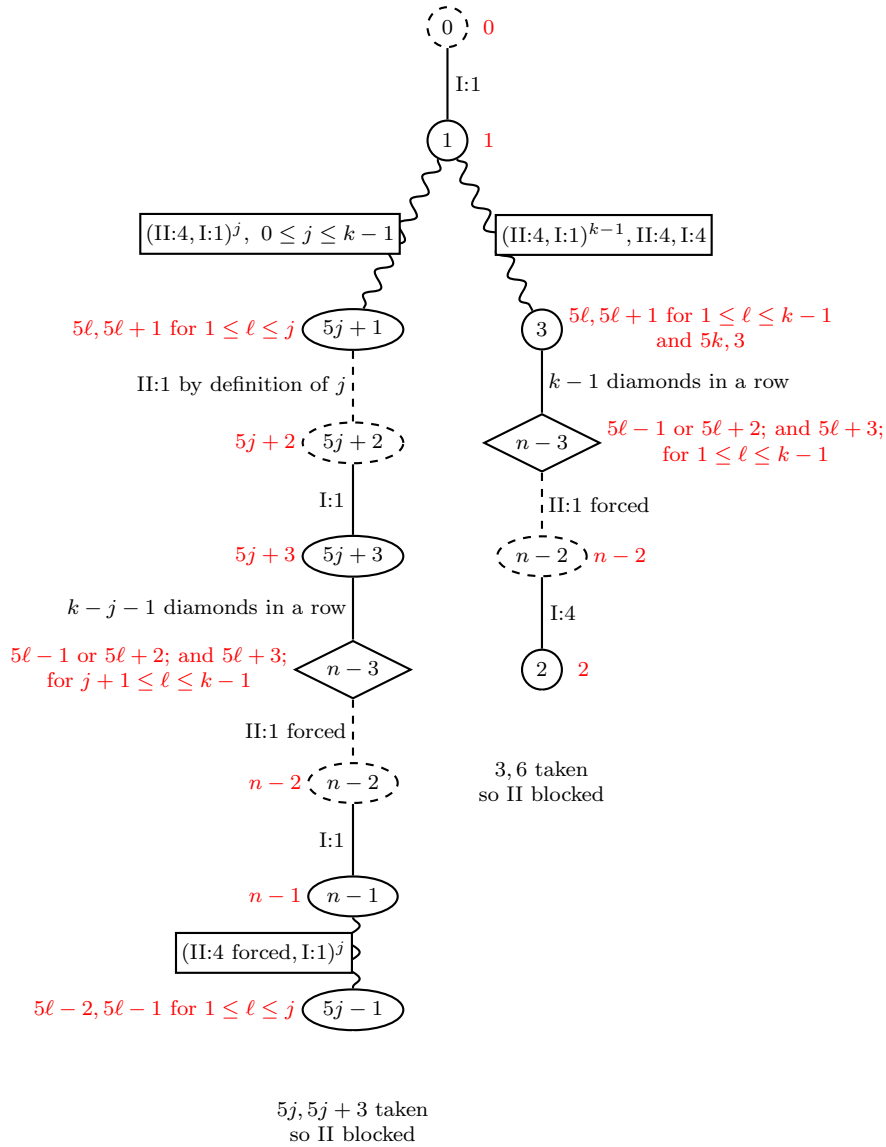 0 0
I:1
1 1
(II:4, I:1)^j, 0 ≤ j ≤ k − 1
(II:4, I:1)^{k−1}, II:4, I:4
5ℓ, 5ℓ + 1 for 1 ≤ ℓ ≤ j
5j + 1
3
5ℓ, 5ℓ + 1 for 1 ≤ ℓ ≤ k − 1
and 5k, 3
II:1 by definition of j
k − 1 diamonds in a row
5j + 2
5j + 2
n − 3
5ℓ − 1 or 5ℓ + 2; and 5ℓ + 3;
for 1 ≤ ℓ ≤ k − 1
I:1
II:1 forced
5j + 3
5j + 3
n − 2
n − 2
k − j − 1 diamonds in a row
I:4
5ℓ − 1 or 5ℓ + 2; and 5ℓ + 3;
for j + 1 ≤ ℓ ≤ k − 1
n − 3
2 2
II:1 forced
n − 2
n − 2
3, 6 taken
so II blocked
I:1
n − 1
n − 1
(II:4 forced, I:1)^j
5ℓ − 2, 5ℓ − 1 for 1 ≤ ℓ ≤ j
5j − 1
5j, 5j + 3 taken
so II blocked